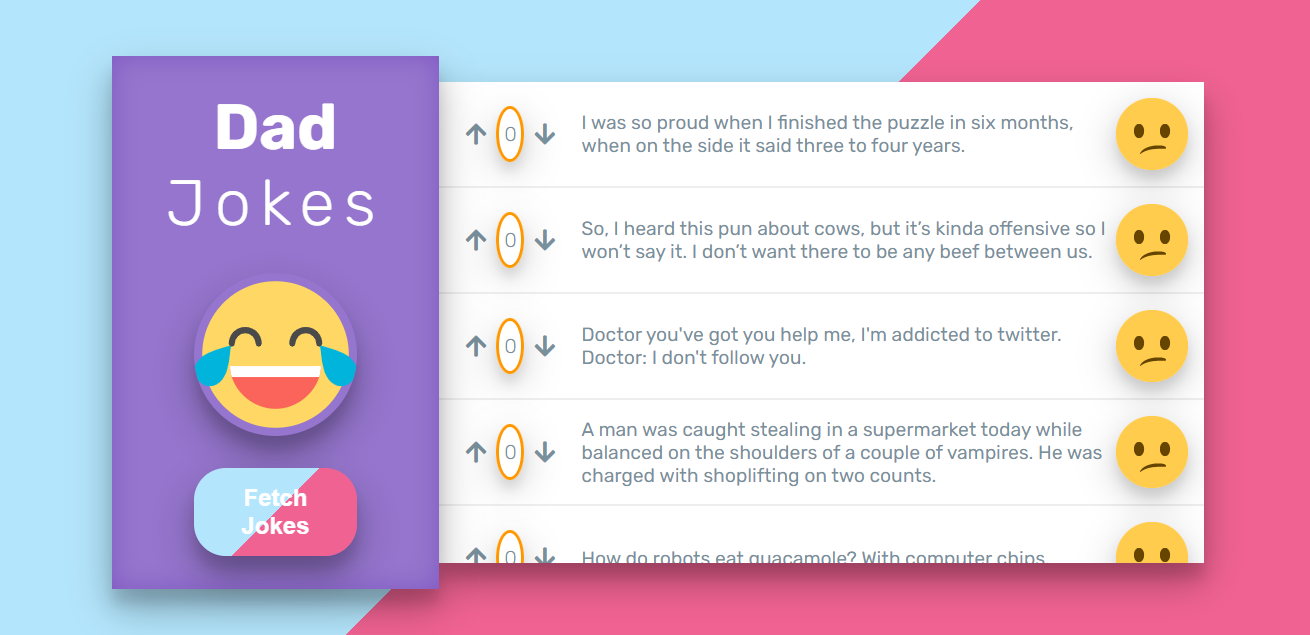 Dad
Jokes
Fetch
Jokes
0
I was so proud when I finished the puzzle in six months,
when on the side it said three to four years.
0
So, I heard this pun about cows, but it’s kinda offensive so I
won’t say it. I don’t want there to be any beef between us.
0
Doctor you've got you help me, I'm addicted to twitter.
Doctor: I don't follow you.
0
A man was caught stealing in a supermarket today while
balanced on the shoulders of a couple of vampires. He was
charged with shoplifting on two counts.
0
How do robots eat guacamole? With computer chips.